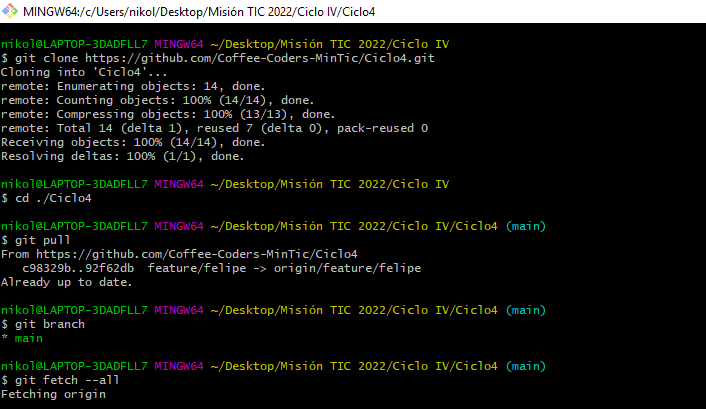 MINGW64:/c/Users/nikol/Desktop/Misión TIC 2022/Ciclo IV/Ciclo4
nikol@LAPTOP-3DADFLL7 MINGW64 ~/Desktop/Misión TIC 2022/Ciclo IV
$ git clone https://github.com/Coffee-Coders-MinTic/Ciclo4.git
Cloning into 'Ciclo4'...
remote: Enumerating objects: 14, done.
remote: Counting objects: 100% (14/14), done.
remote: Compressing objects: 100% (13/13), done.
remote: Total 14 (delta 1), reused 7 (delta 0), pack-reused 0
Receiving objects: 100% (14/14), done.
Resolving deltas: 100% (1/1), done.
nikol@LAPTOP-3DADFLL7 MINGW64 ~/Desktop/Misión TIC 2022/Ciclo IV
$ cd ./Ciclo4
nikol@LAPTOP-3DADFLL7 MINGW64 ~/Desktop/Misión TIC 2022/Ciclo IV/Ciclo4 (main)
$ git pull
From https://github.com/Coffee-Coders-MinTic/Ciclo4
   c98329b..92f62db  feature/felipe -> origin/feature/felipe
Already up to date.
nikol@LAPTOP-3DADFLL7 MINGW64 ~/Desktop/Misión TIC 2022/Ciclo IV/Ciclo4 (main)
$ git branch
* main
nikol@LAPTOP-3DADFLL7 MINGW64 ~/Desktop/Misión TIC 2022/Ciclo IV/Ciclo4 (main)
$ git fetch --all
Fetching origin